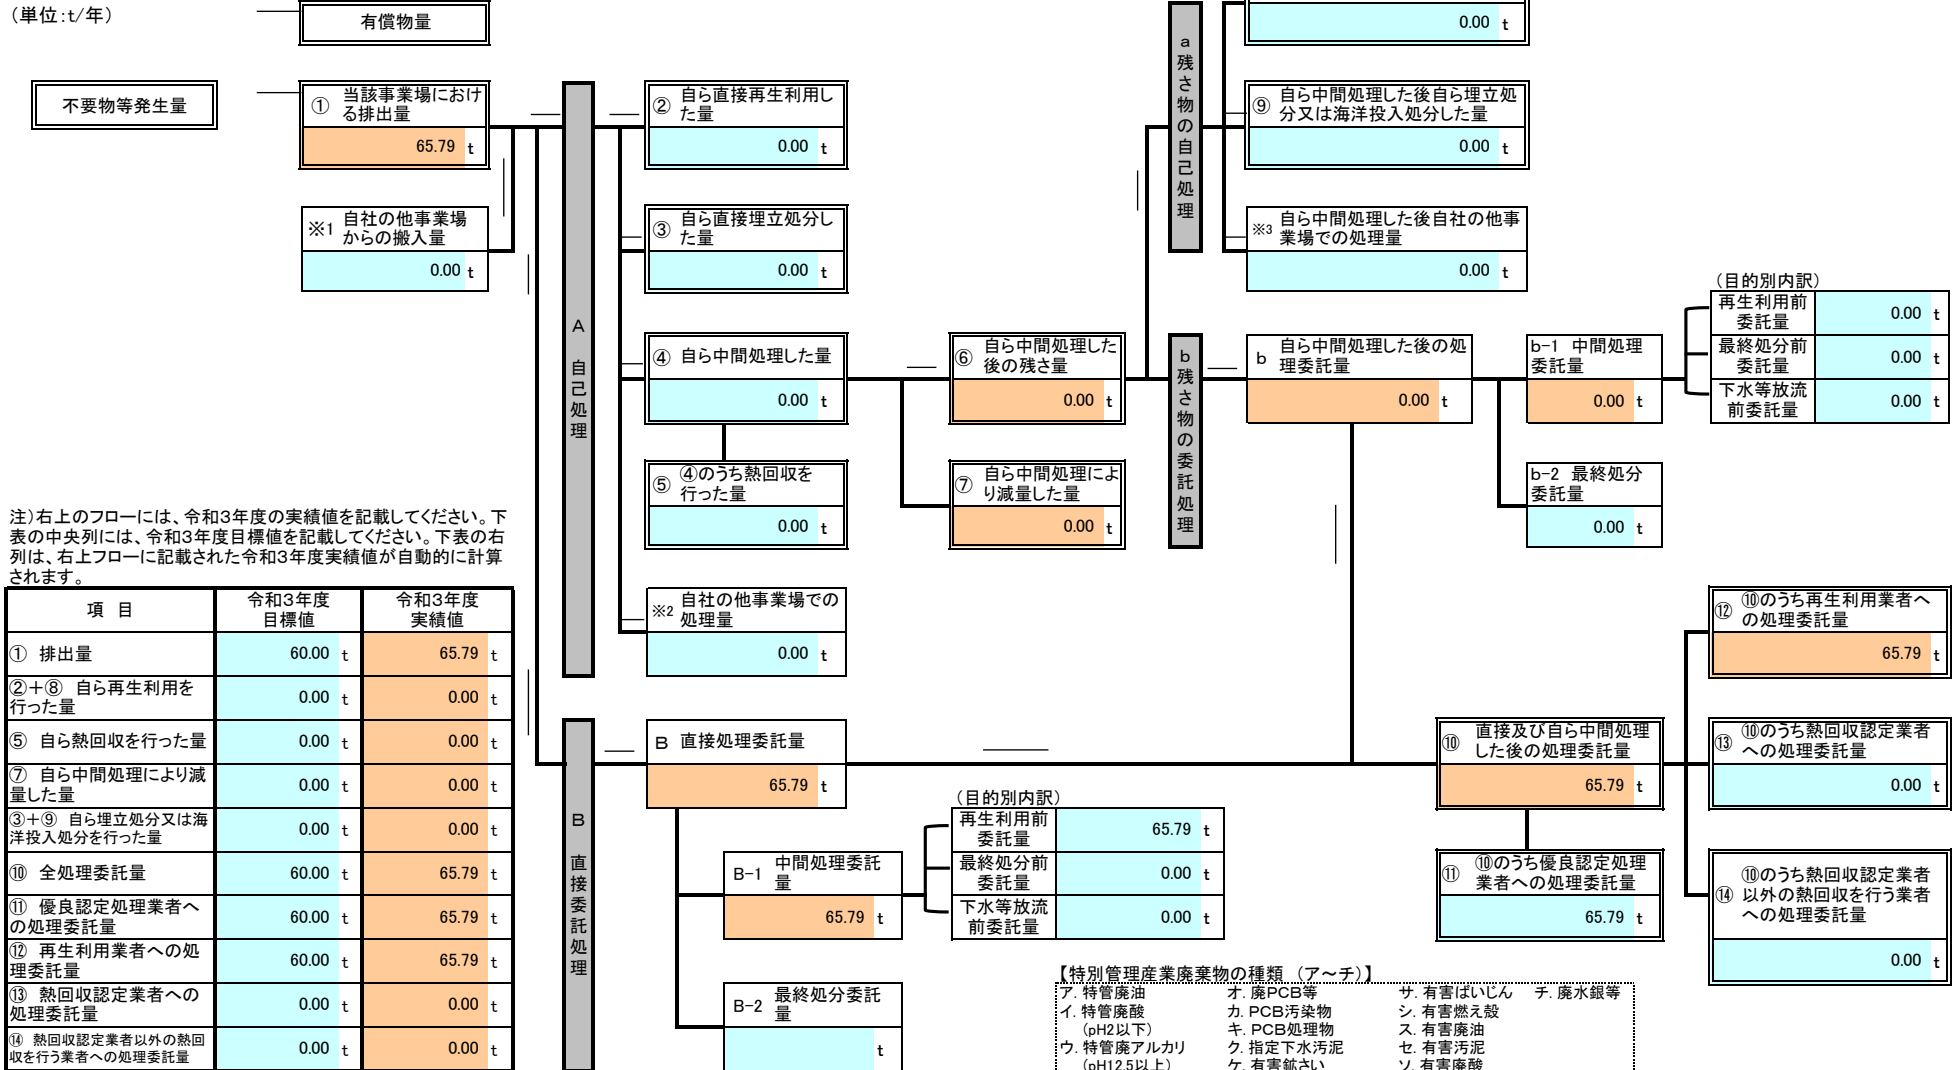 （単位：t/年）
有償物量
0.00 t
不要物等発生量
① 当該事業場におけ
る排出量
65.79 t
※1 自社の他事業場
からの搬入量
0.00 t
A 自己処理
② 自ら直接再生利用し
た量
0.00 t
③ 自ら直接埋立処分し
た量
0.00 t
④ 自ら中間処理した量
0.00 t
⑤ ④のうち熱回収を
行った量
0.00 t
※2 自社の他事業場での
処理量
0.00 t
⑥ 自ら中間処理した
後の残さ量
0.00 t
⑦ 自ら中間処理によ
り減量した量
0.00 t
a 残さ物の自己処理
⑨ 自ら中間処理した後自ら埋立処
分又は海洋投入処分した量
0.00 t
※3 自ら中間処理した後自社の他事
業場での処理量
0.00 t
b 残さ物の委託処理
b 自ら中間処理した後の処
理委託量
0.00 t
b-1 中間処理
委託量
0.00 t
（目的別内訳）
再生利用前
委託量
0.00 t
最終処分前
委託量
0.00 t
下水等放流
前委託量
0.00 t
b-2 最終処分
委託量
0.00 t
注）右上のフローには、令和3年度の実績値を記載してください。下
表の中央列には、令和3年度目標値を記載してください。下表の右
列は、右上フローに記載された令和3年度実績値が自動的に計算
されます。
項 目 令和3年度 令和3年度
目標値 実績値
① 排出量 60.00 t 65.79 t
②＋⑧ 自ら再生利用を
行った量 0.00 t 0.00 t
⑤ 自ら熱回収を行った量 0.00 t 0.00 t
⑦ 自ら中間処理により減
量した量 0.00 t 0.00 t
③＋⑨ 自ら埋立処分又は海
洋投入処分を行った量 0.00 t 0.00 t
⑩ 全処理委託量 60.00 t 65.79 t
⑪ 優良認定処理業者へ
の処理委託量 60.00 t 65.79 t
⑫ 再生利用業者への処
理委託量 60.00 t 65.79 t
⑬ 熱回収認定業者への
処理委託量 0.00 t 0.00 t
⑭ 熱回収認定業者以外の熱回
収を行う業者への処理委託量 0.00 t 0.00 t
B 直接委託処理
B 直接処理委託量
65.79 t
B-1 中間処理委託
量
65.79 t
（目的別内訳）
再生利用前
委託量
65.79 t
最終処分前
委託量
0.00 t
下水等放流
前委託量
0.00 t
B-2 最終処分委託
量
t
⑩ 直接及び自ら中間処理
した後の処理委託量
65.79 t
⑪ ⑩のうち優良認定処理
業者への処理委託量
65.79 t
⑫ ⑩のうち再生利用業者へ
の処理委託量
65.79 t
⑬ ⑩のうち熱回収認定業者
への処理委託量
0.00 t
⑭ ⑩のうち熱回収認定業者
以外の熱回収を行う業者
への処理委託量
0.00 t
【特別管理産業廃棄物の種類 （ア～チ）】
ア. 特管廃油 オ. 廃PCB等 サ. 有害ばいじん チ. 廃水銀等
イ. 特管廃酸 カ. PCB汚染物 シ. 有害燃え殻
（pH2以下） キ. PCB処理物 ス. 有害廃油
ウ. 特管廃アルカリ ク. 指定下水汚泥 セ. 有害汚泥
（pH12.5以上） ケ. 有害鉱さい ソ. 有害廃酸